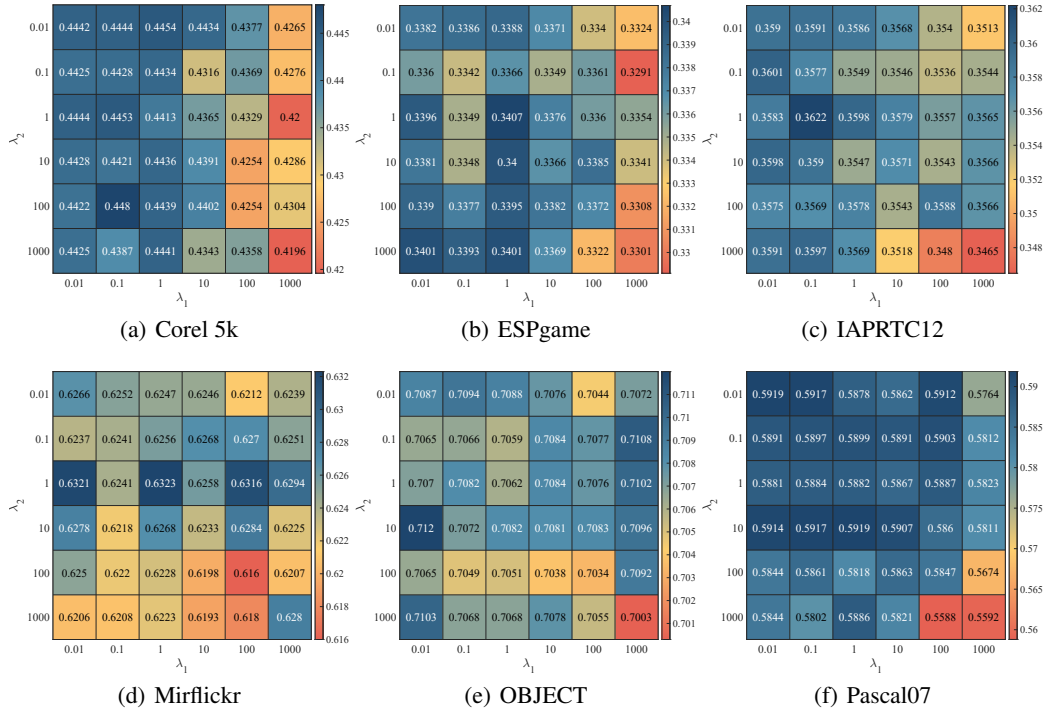 0.01 0.4442 0.4444 0.4454 0.4434 0.4377 0.4265
0.1 0.4425 0.4428 0.4434 0.4316 0.4369 0.4276
1 0.4444 0.4453 0.4413 0.4365 0.4329 0.42
10 0.4428 0.4421 0.4436 0.4391 0.4254 0.4286
100 0.4422 0.448 0.4439 0.4402 0.4254 0.4304
1000 0.4425 0.4387 0.4441 0.4343 0.4358 0.4196
0.01 0.1 1 10 100 1000
λ1
λ2
0.445
0.44
0.435
0.43
0.425
0.42
(a) Corel 5k
0.01 0.3382 0.3386 0.3388 0.3371 0.334 0.3324
0.1 0.336 0.3342 0.3366 0.3349 0.3361 0.3291
1 0.3396 0.3349 0.3407 0.3376 0.336 0.3354
10 0.3381 0.3348 0.34 0.3366 0.3385 0.3341
100 0.339 0.3377 0.3395 0.3382 0.3372 0.3308
1000 0.3401 0.3393 0.3401 0.3369 0.3322 0.3301
0.01 0.1 1 10 100 1000
λ1
λ2
0.34
0.339
0.338
0.337
0.336
0.335
0.334
0.333
0.332
0.331
0.33
(b) ESPgame
0.01 0.359 0.3591 0.3586 0.3568 0.354 0.3513
0.1 0.3601 0.3577 0.3549 0.3546 0.3536 0.3544
1 0.3583 0.3622 0.3598 0.3579 0.3557 0.3565
10 0.3598 0.359 0.3547 0.3571 0.3543 0.3566
100 0.3575 0.3569 0.3578 0.3543 0.3588 0.3566
1000 0.3591 0.3597 0.3569 0.3518 0.348 0.3465
0.01 0.1 1 10 100 1000
λ1
λ2
0.362
0.36
0.358
0.356
0.354
0.352
0.35
0.348
(c) IAPRTC12
0.01 0.6266 0.6252 0.6247 0.6246 0.6212 0.6239
0.1 0.6237 0.6241 0.6256 0.6268 0.627 0.6251
1 0.6321 0.6241 0.6323 0.6258 0.6316 0.6294
10 0.6278 0.6218 0.6268 0.6233 0.6284 0.6225
100 0.625 0.622 0.6228 0.6198 0.616 0.6207
1000 0.6206 0.6208 0.6223 0.6193 0.618 0.628
0.01 0.1 1 10 100 1000
λ1
λ2
0.632
0.63
0.628
0.626
0.624
0.622
0.62
0.618
0.616
(d) Mirflickr
0.01 0.7087 0.7094 0.7088 0.7076 0.7044 0.7072
0.1 0.7065 0.7066 0.7059 0.7084 0.7077 0.7108
1 0.707 0.7082 0.7062 0.7084 0.7076 0.7102
10 0.712 0.7072 0.7082 0.7081 0.7083 0.7096
100 0.7065 0.7049 0.7051 0.7038 0.7034 0.7092
1000 0.7103 0.7068 0.7068 0.7078 0.7055 0.7003
0.01 0.1 1 10 100 1000
λ1
λ2
0.711
0.71
0.709
0.708
0.707
0.706
0.705
0.704
0.703
0.702
0.701
(e) OBJECT
0.01 0.5919 0.5917 0.5878 0.5862 0.5912 0.5764
0.1 0.5891 0.5897 0.5899 0.5891 0.5903 0.5812
1 0.5881 0.5884 0.5882 0.5867 0.5887 0.5823
10 0.5914 0.5917 0.5919 0.5907 0.586 0.5811
100 0.5844 0.5861 0.5818 0.5863 0.5847 0.5674
1000 0.5844 0.5802 0.5886 0.5821 0.5588 0.5592
0.01 0.1 1 10 100 1000
λ1
λ2
0.59
0.585
0.58
0.575
0.57
0.565
0.56
(f) Pascal07